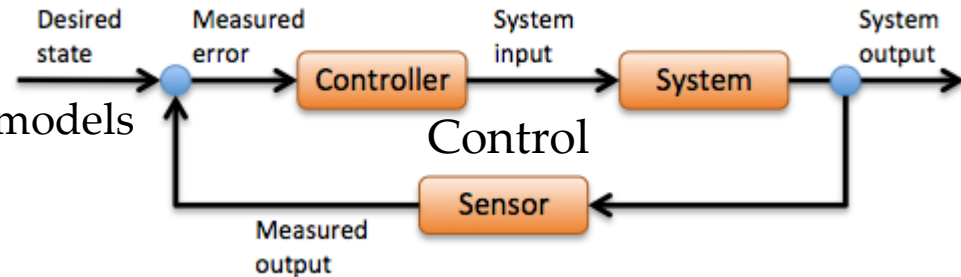 Desired
state
Measured
error
System
input
System
output
Controller
System
models
Control
Sensor
Measured
output